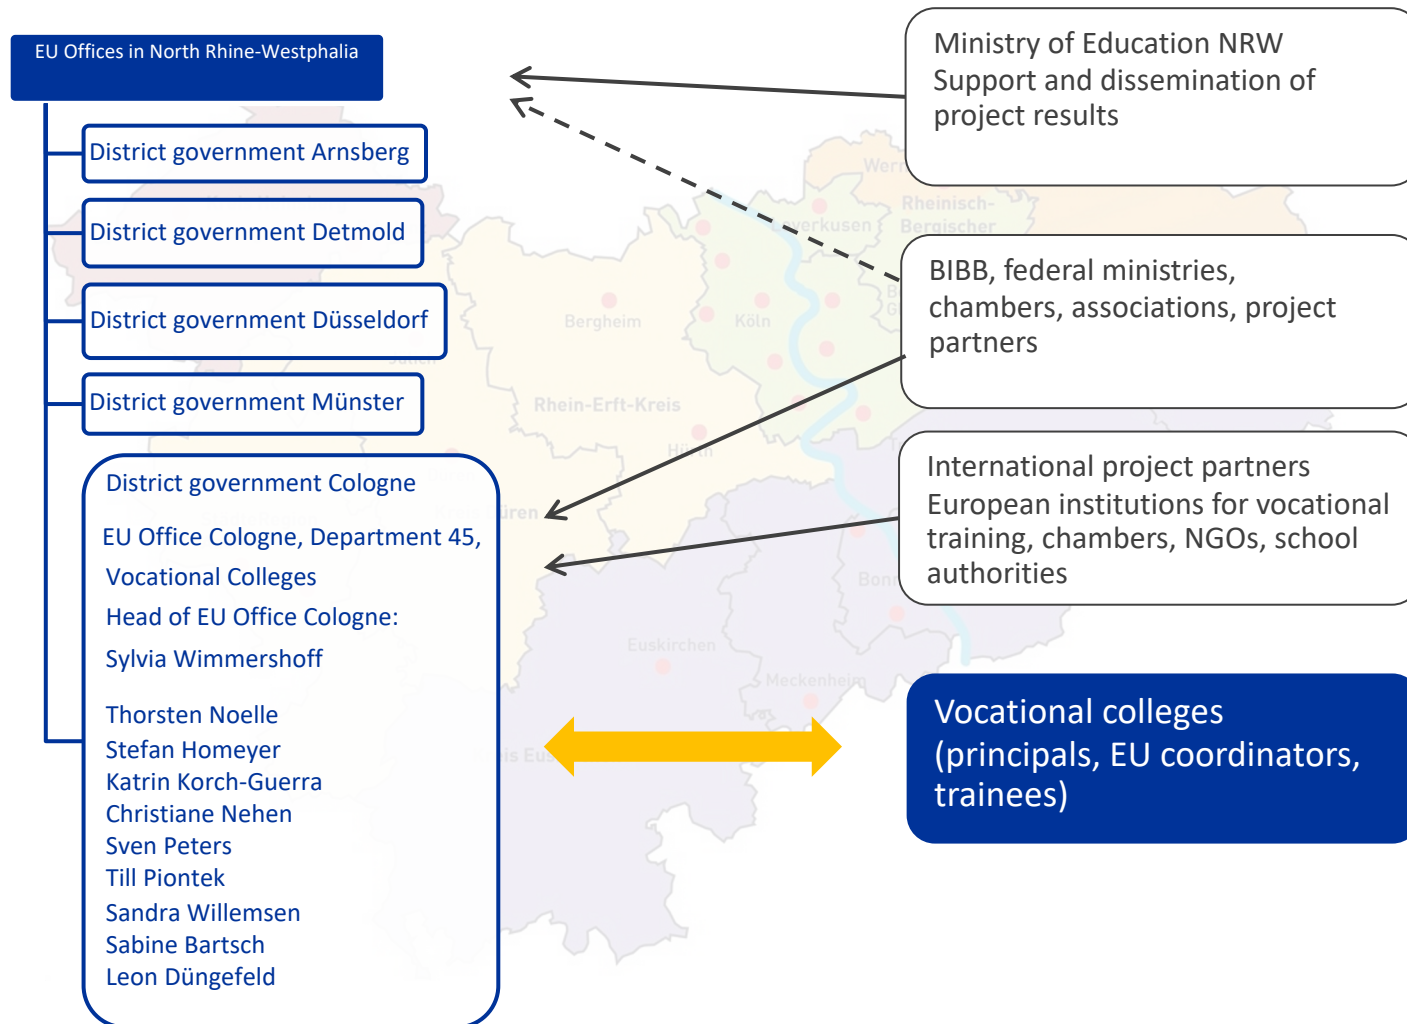 EU Offices in North Rhine-Westphalia
District government Arnsberg
District government Detmold
District government Düsseldorf
District government Münster
District government Cologne
EU Office Cologne, Department 45,
Vocational Colleges
Head of EU Office Cologne:
Sylvia Wimmershoff
Thorsten Noelle
Stefan Homeyer
Katrin Korch-Guerra
Christiane Nehen
Sven Peters
Till Piontek
Sandra Willemsen
Sabine Bartsch
Leon Düngefeld
Ministry of Education NRW
Support and dissemination of
project results
BIBB, federal ministries,
chambers, associations, project
partners
International project partners
European institutions for vocational
training, chambers, NGOs, school
authorities
Vocational colleges
(principals, EU coordinators,
trainees)
Rheinisch-
Bergischer
Bergheim
Köln
Rhein-Erft-Kreis
Hürth
Euskirchen
Meckenheim